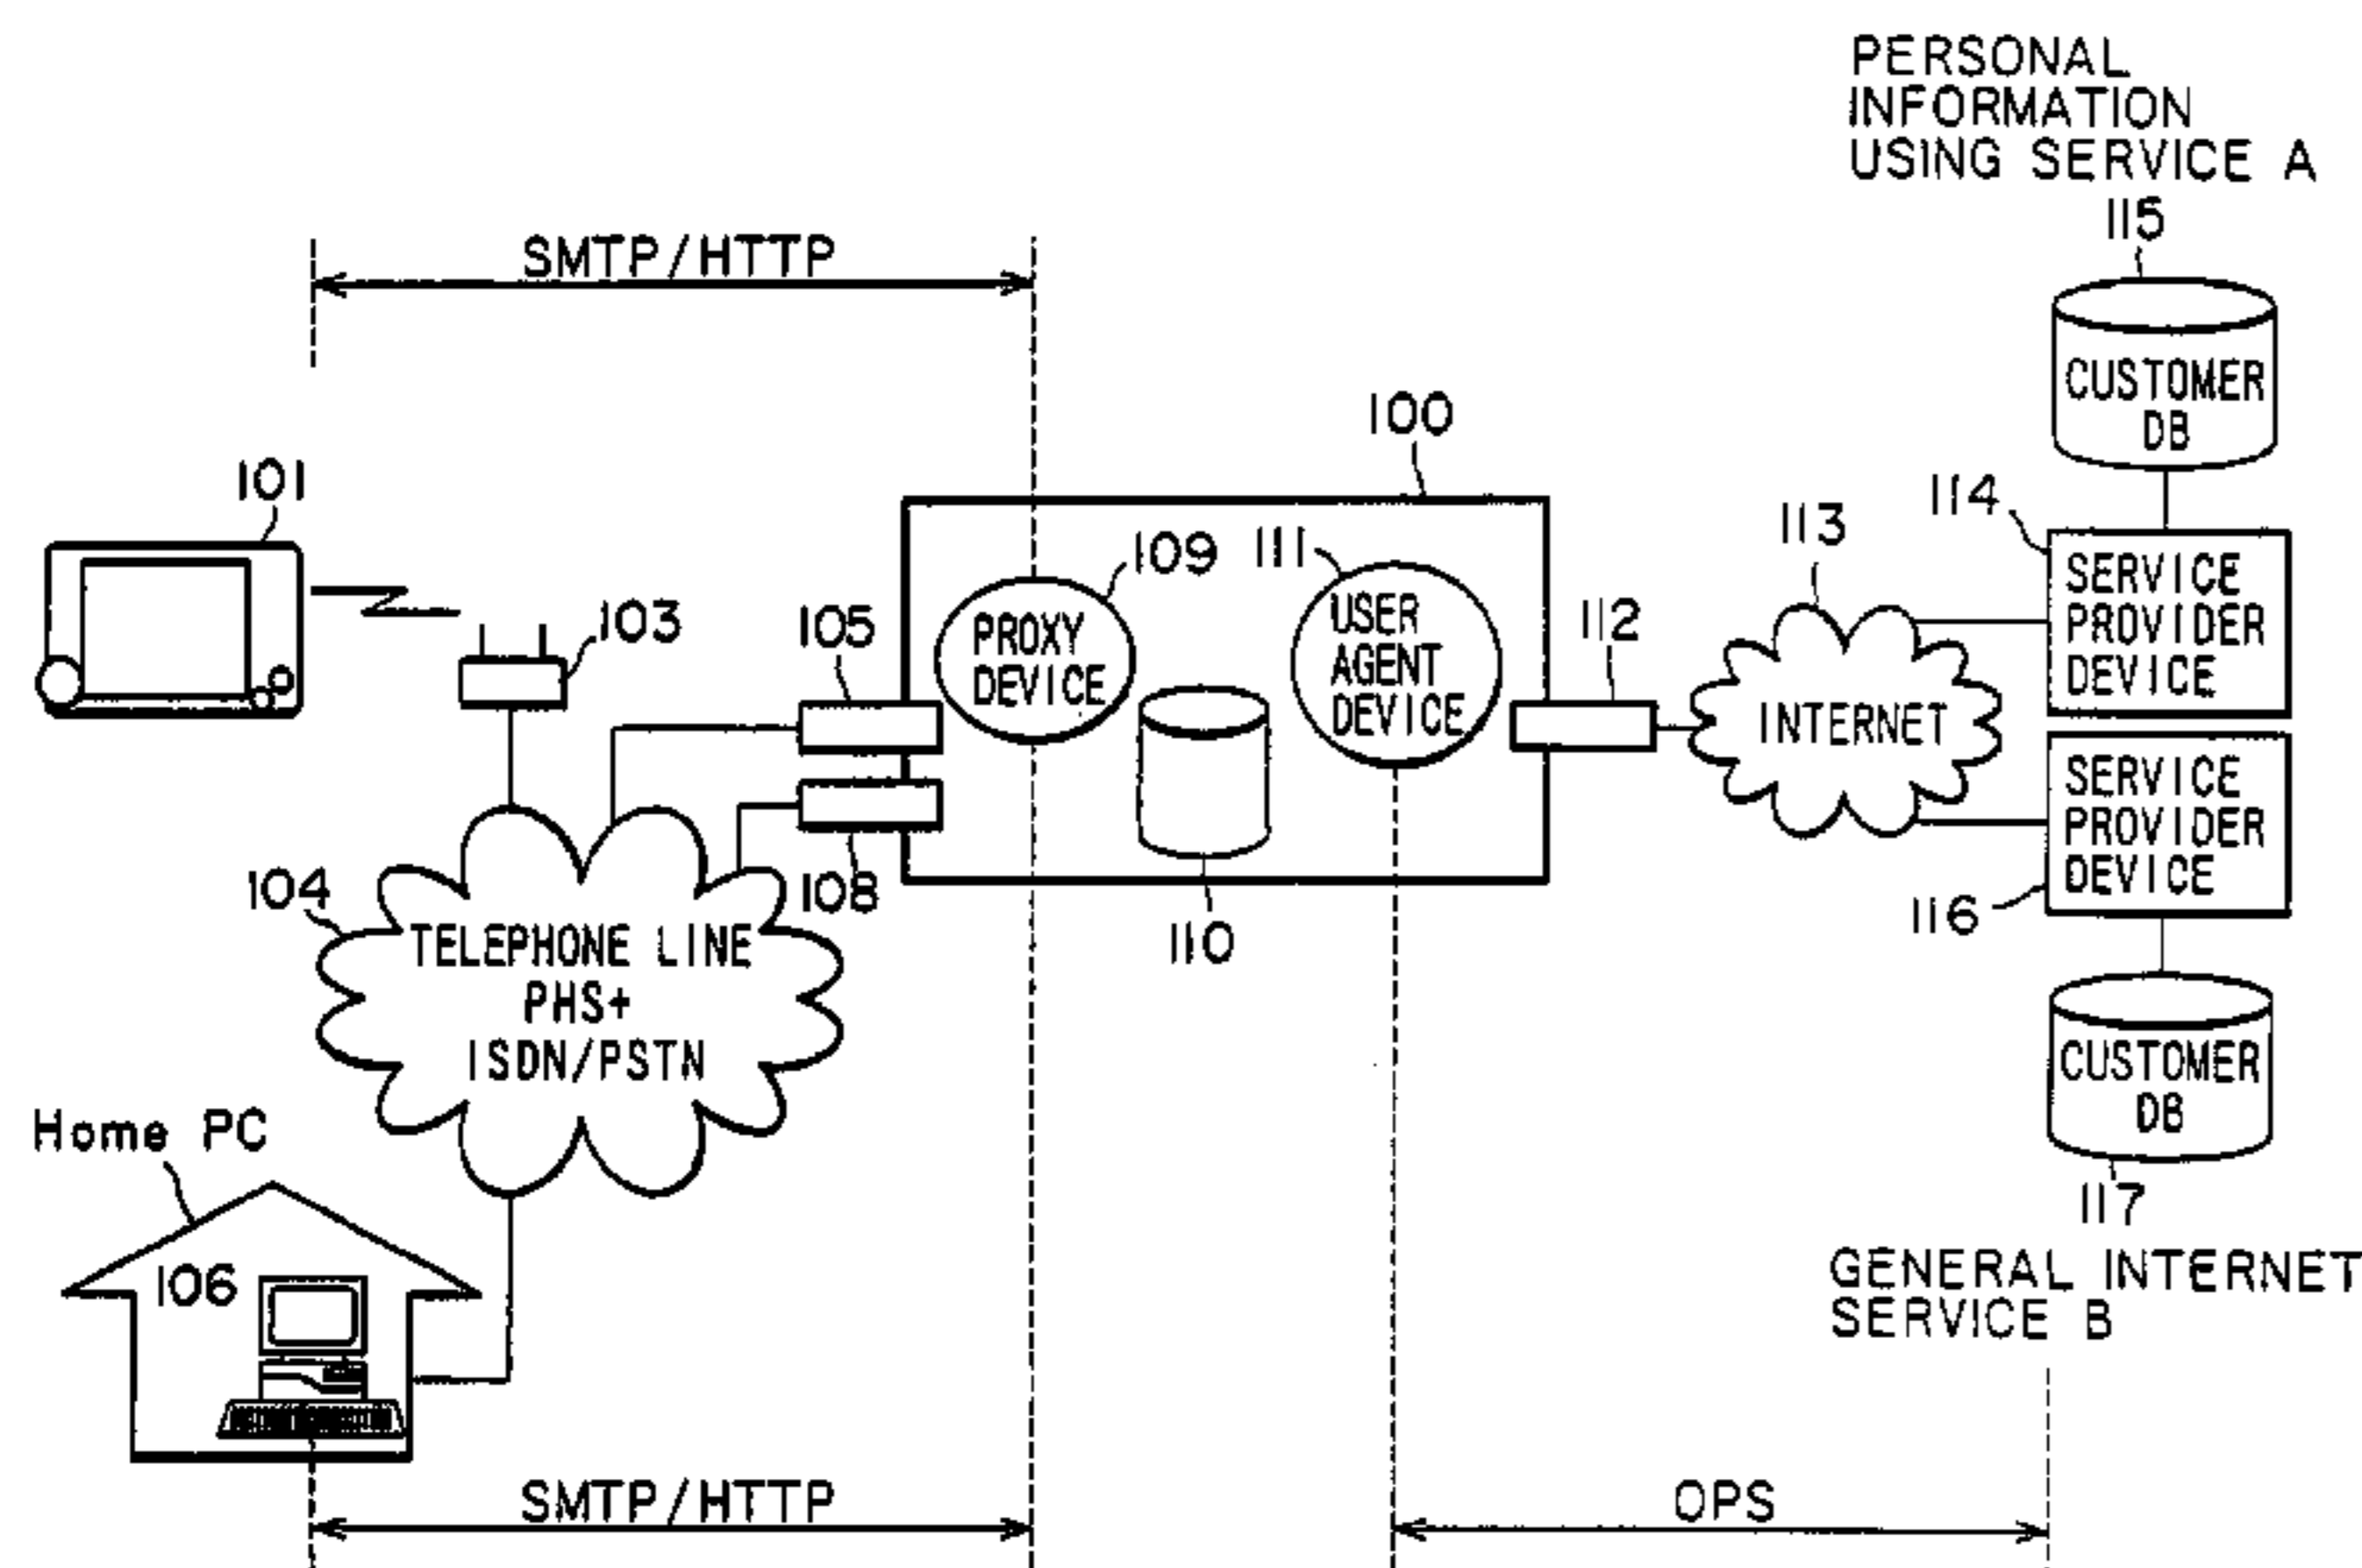 PERSONAL
INFORMATION
USING SERVICE A
115
SMTP/HTTP
CUSTOMER
DB
100
101
114
113
109
111
SERVICE
PROVIDER
DEVICE
103
105
PROXY
DEVICE
USER
AGENT
DEVICE
112
INTERNET
SERVICE
PROVIDER
DEVICE
104
108
110
116
TELEPHONE LINE
PHS+
ISDN/PSTN
CUSTOMER
DB
Home PC
117
106
GENERAL INTERNET
SERVICE B
SMTP/HTTP
OPS